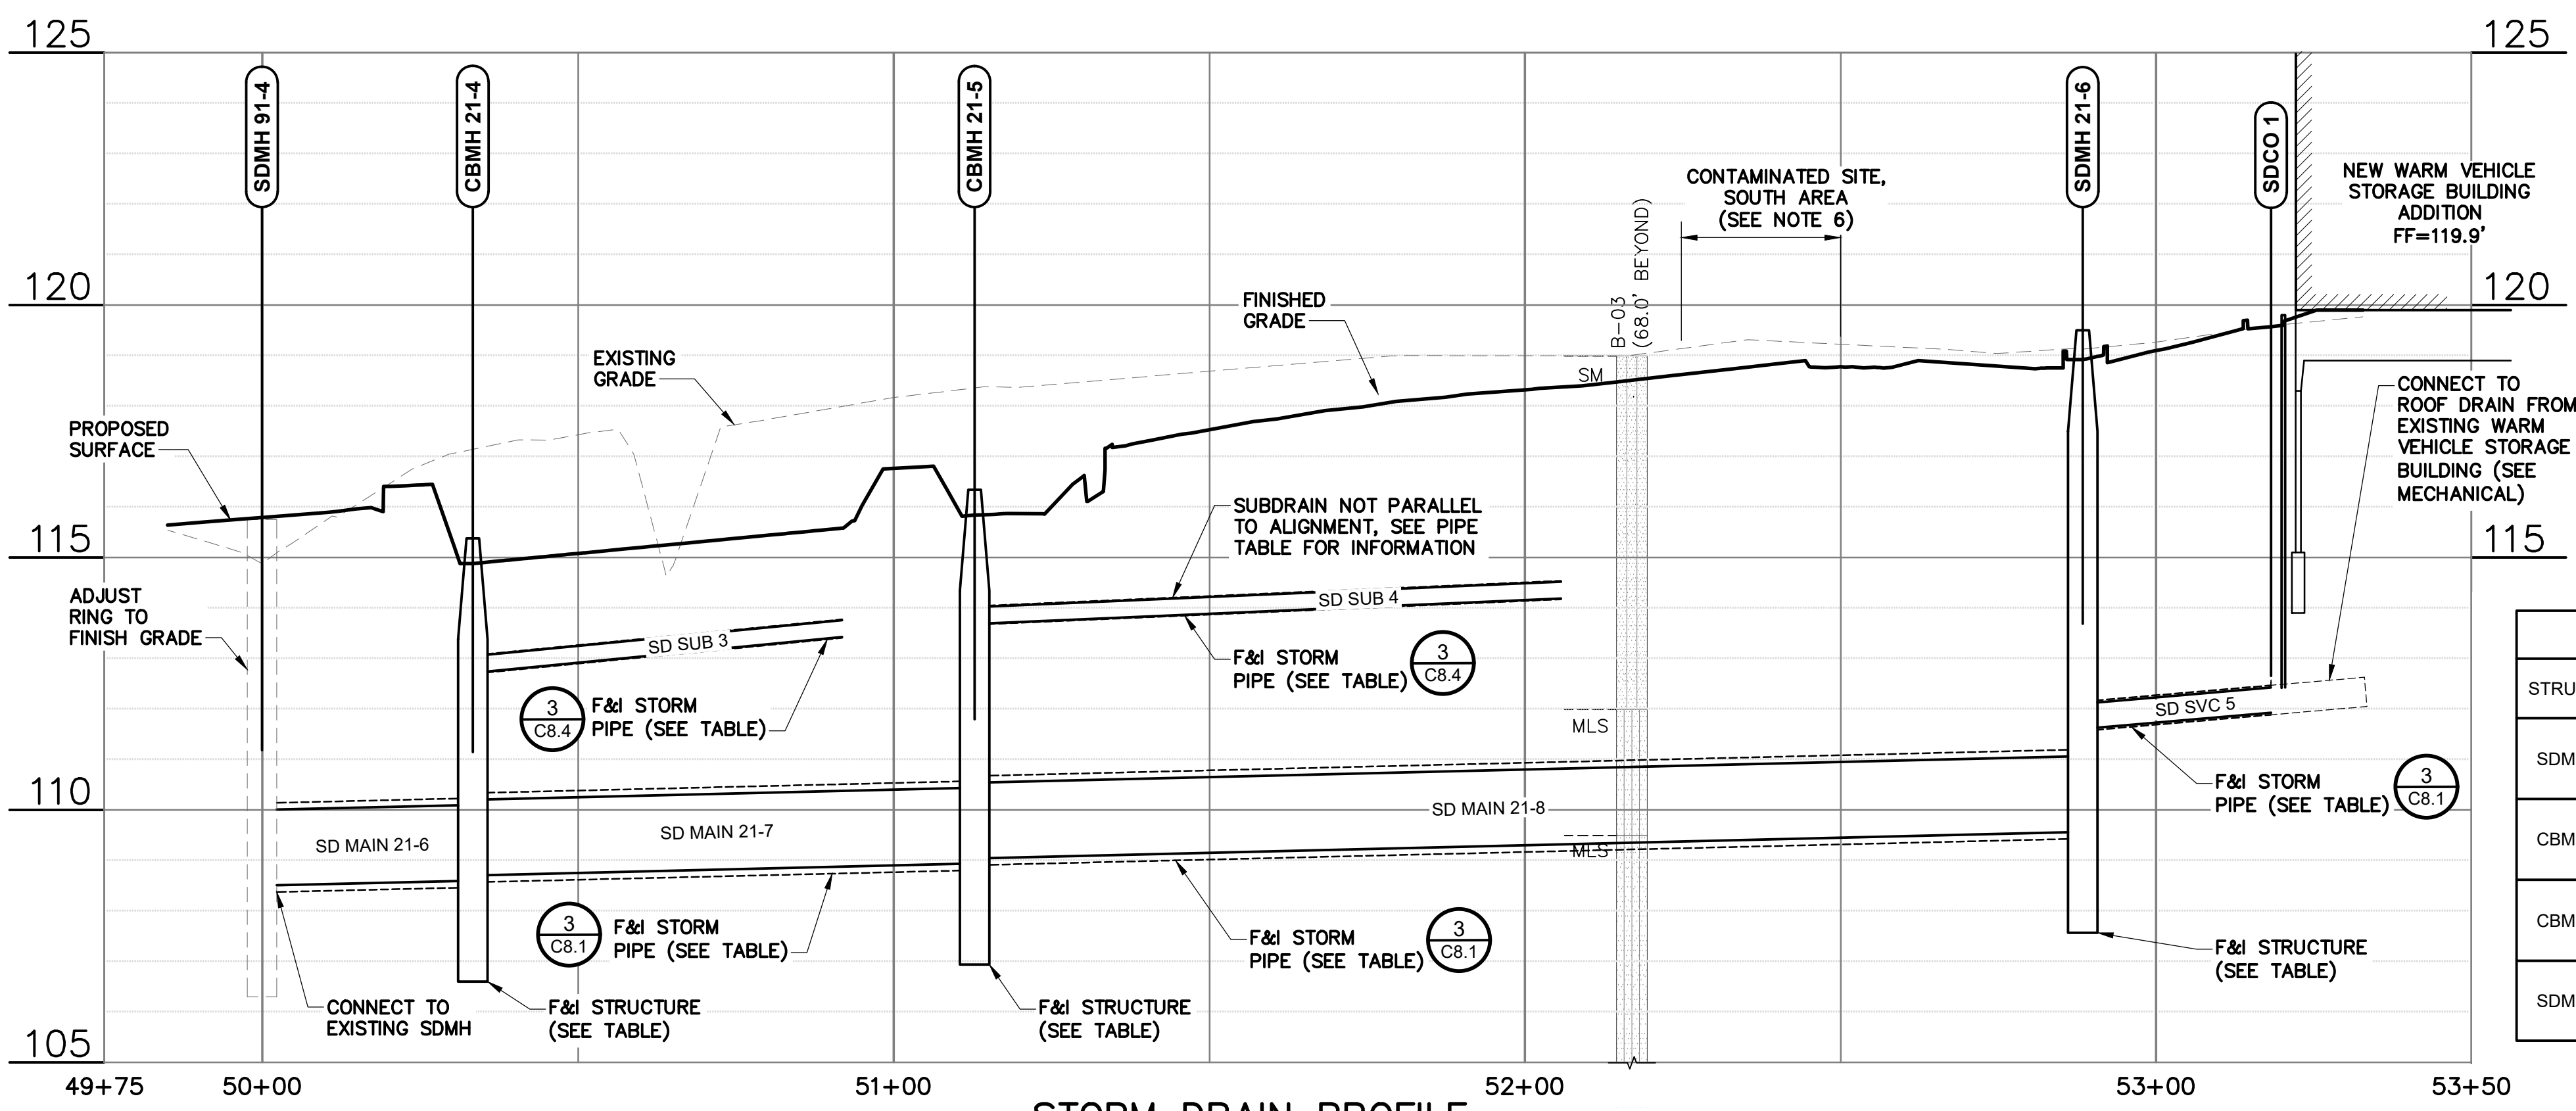 125
125
SDMH 91-4
CBMH 21-4
CBMH 21-5
SDMH 21-6
SDCO 1
CONTAMINATED SITE,
SOUTH AREA
(SEE NOTE 6)
NEW WARM VEHICLE
STORAGE BUILDING
ADDITION
FF=119.9'
B-03
(68.0' BEYOND)
120
120
FINISHED
GRADE
EXISTING
GRADE
SM
PROPOSED
SURFACE
CONNECT TO
ROOF DRAIN FROM
EXISTING WARM
VEHICLE STORAGE
BUILDING (SEE
MECHANICAL)
SUBDRAIN NOT PARALLEL
TO ALIGNMENT, SEE PIPE
TABLE FOR INFORMATION
115
115
ADJUST
RING TO
FINISH GRADE
SD SUB 3
SD SUB 4
F&I STORM
PIPE (SEE TABLE)
3
C8.4
3
C8.4
F&I STORM
PIPE (SEE TABLE)
MLS
SD SVC 5
F&I STORM
PIPE (SEE TABLE)
3
C8.1
110
SD MAIN 21-6
SD MAIN 21-7
SD MAIN 21-8
MLS
3
C8.1
F&I STORM
PIPE (SEE TABLE)
F&I STORM
PIPE (SEE TABLE)
3
C8.1
F&I STRUCTURE
(SEE TABLE)
CONNECT TO
EXISTING SDMH
F&I STRUCTURE
(SEE TABLE)
F&I STRUCTURE
(SEE TABLE)
105
STRU
SDM
CBM
CBM
SDM
49+75
50+00
51+00
52+00
53+00
53+50
STORM DRAIN PROFILE